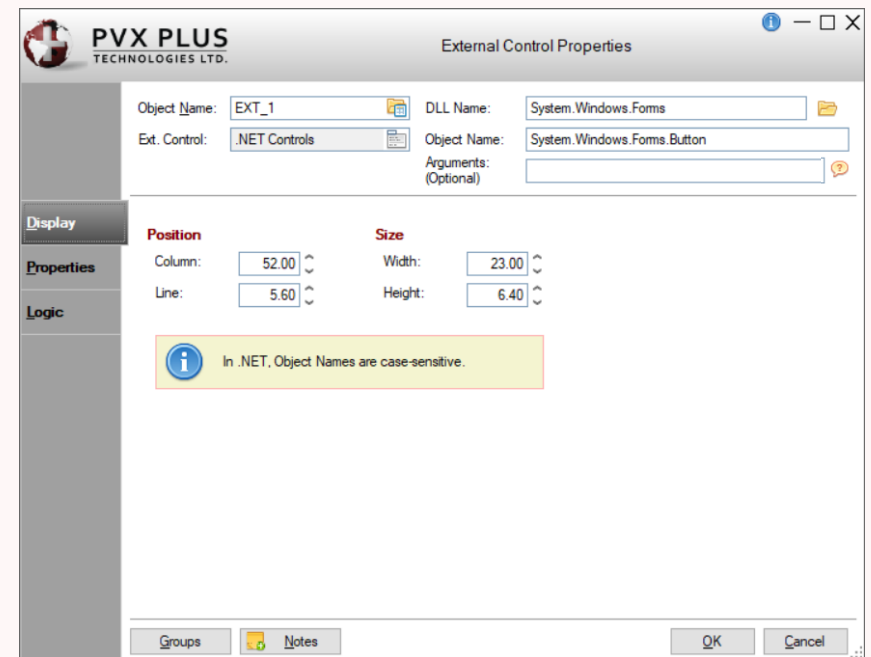 PVX PLUS
TECHNOLOGIES LTD.
External Control Properties
Object Name: EXT_1 DLL Name: System.Windows.Forms
Ext. Control: .NET Controls Object Name: System.Windows.Forms.Button
Arguments:
(Optional)
Display
Position Size
Column: 52.00 Width: 23.00
Properties
Line: 5.60 Height: 6.40
Logic
In .NET, Object Names are case-sensitive.
Groups Notes OK Cancel